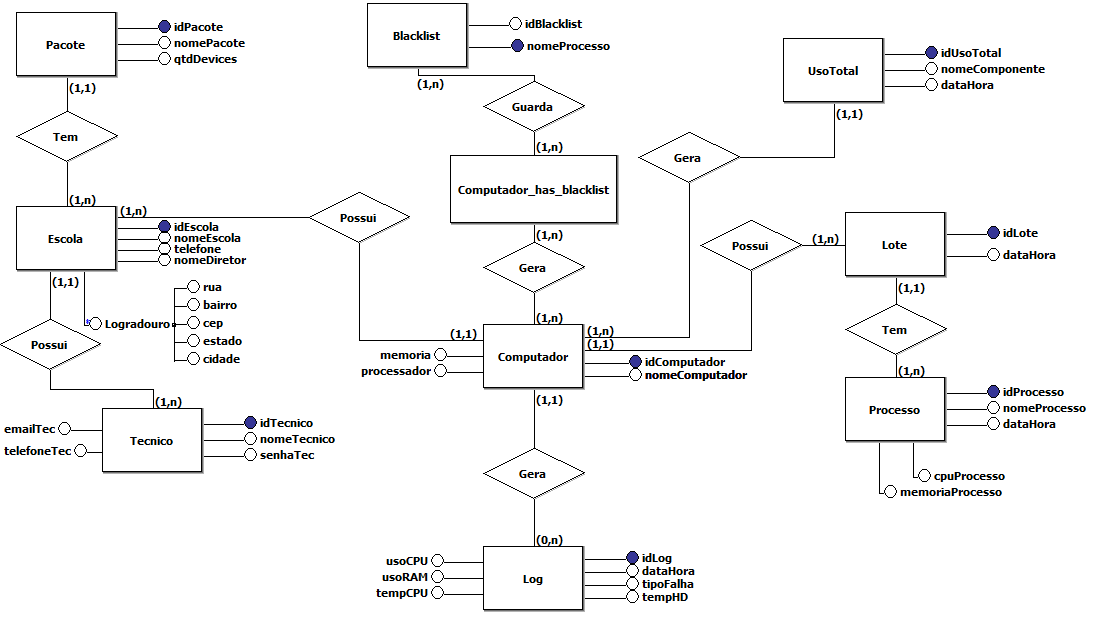 Pacote
idPacote
nomePacote
qtdDevices
(1,1)
Tem
(1,n)
Escola
(1,n)
idEscola
nomeEscola
telefone
nomeDiretor
(1,1)
Logradouro
rua
bairro
cep
estado
cidade
Possui
(1,n)
Tecnico
emailTec
telefoneTec
idTecnico
nomeTecnico
senhaTec
Blacklist
idBlacklist
nomeProcesso
(1,n)
Guarda
(1,n)
Computador_has_blacklist
(1,n)
Gera
(1,n)
Possui
(1,1)
Computador
memoria
processador
(1,n)
(1,1)
idComputador
nomeComputador
(1,1)
Gera
(0,n)
Log
usoCPU
usoRAM
tempCPU
idLog
dataHora
tipoFalha
tempHD
UsoTotal
idUsoTotal
nomeComponente
dataHora
(1,1)
Gera
Possui
(1,n)
Lote
idLote
dataHora
(1,1)
Tem
(1,n)
Processo
idProcesso
nomeProcesso
dataHora
cpuProcesso
memoriaProcesso